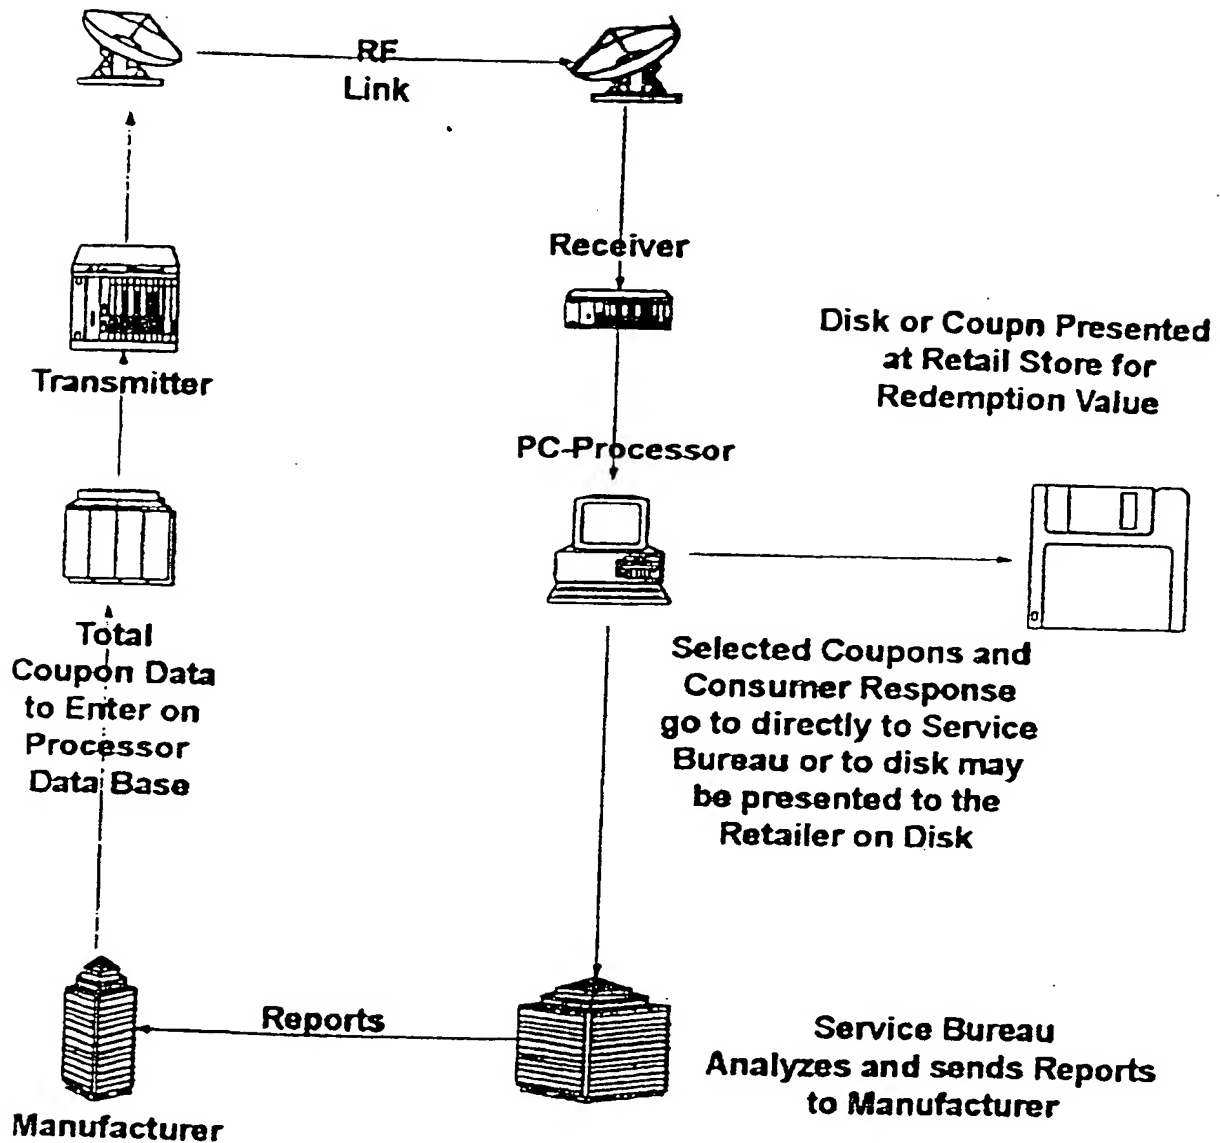 RF
Link
Receiver
Disk or Coupn Presented
at Retail Store for
Redemption Value
Transmitter
PC-Processor
Total
Coupon Data
to Enter on
Processor
Data Base
Selected Coupons and
Consumer Response
go to directly to Service
Bureau or to disk may
be presented to the
Retailer on Disk
Reports
Service Bureau
Analyzes and sends Reports
to Manufacturer
Manufacturer